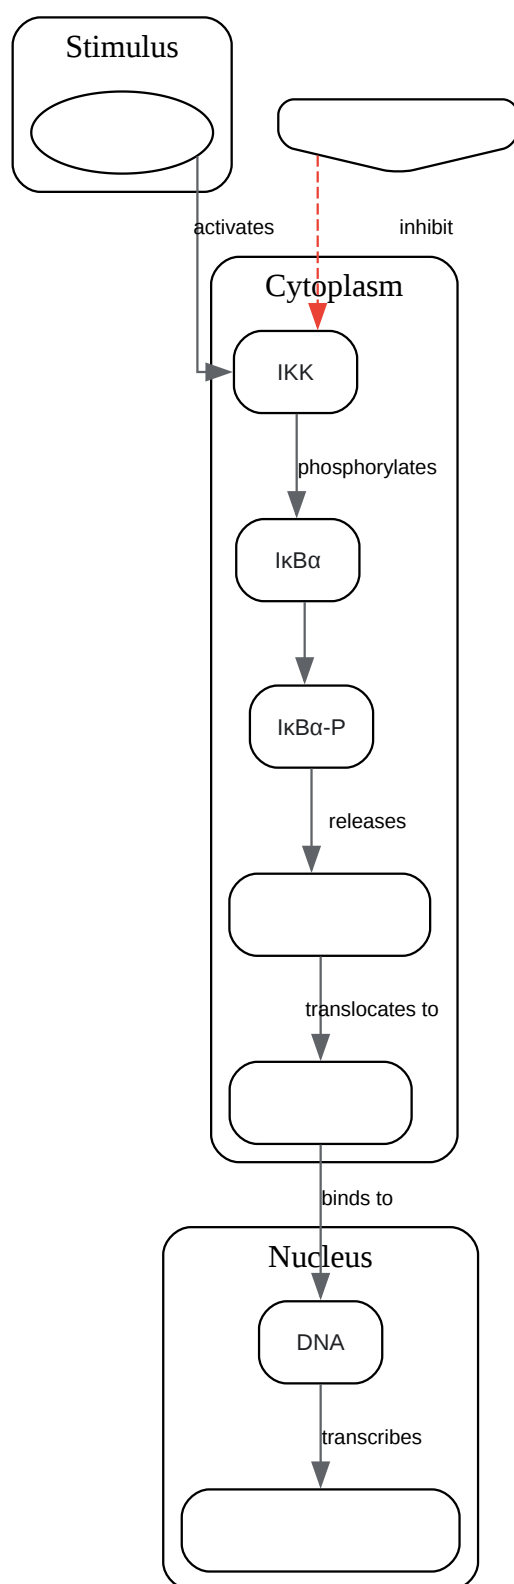 Stimulus
activates
inhibit
Cytoplasm
IKK
phosphorylates
IκBα
IκBα-P
releases
translocates to
binds to
Nucleus
DNA
transcribes